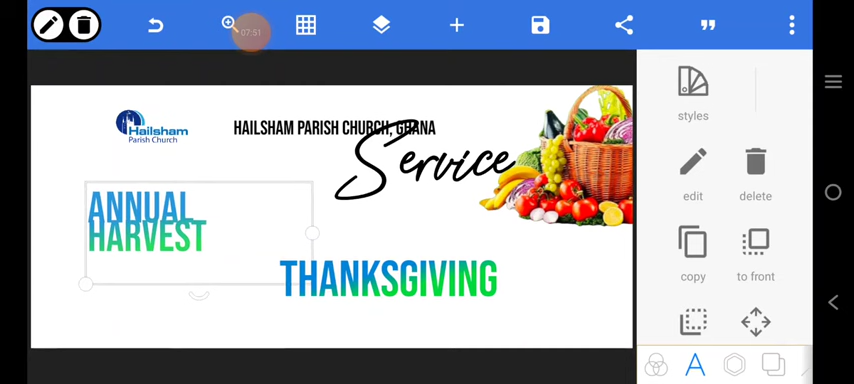 07:51
Hailsham
Parish Church
HAILSHAM PARISH CHURCH, GHANA
Service
ANNUAL
HARVEST
THANKSGIVING
styles
edit
delete
copy
to front
A